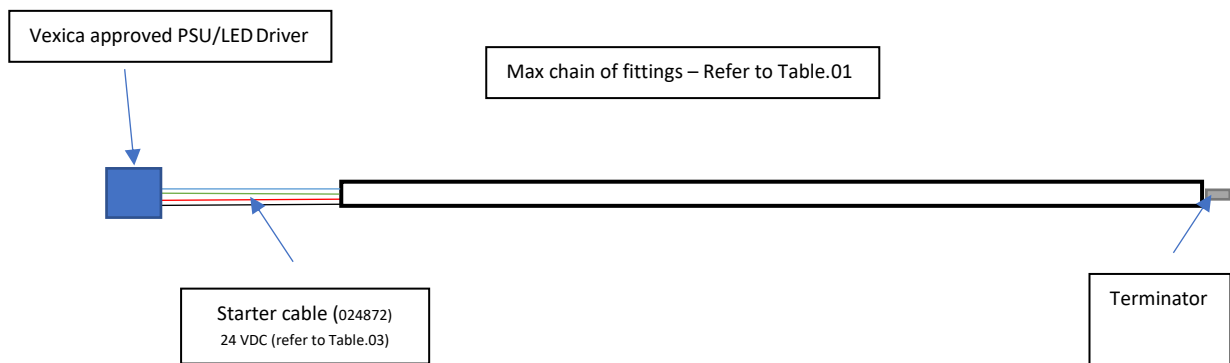 Vexica approved PSU/LED Driver
Max chain of fittings – Refer to Table.01
Starter cable (024872)
24 VDC (refer to Table.03)
Terminator